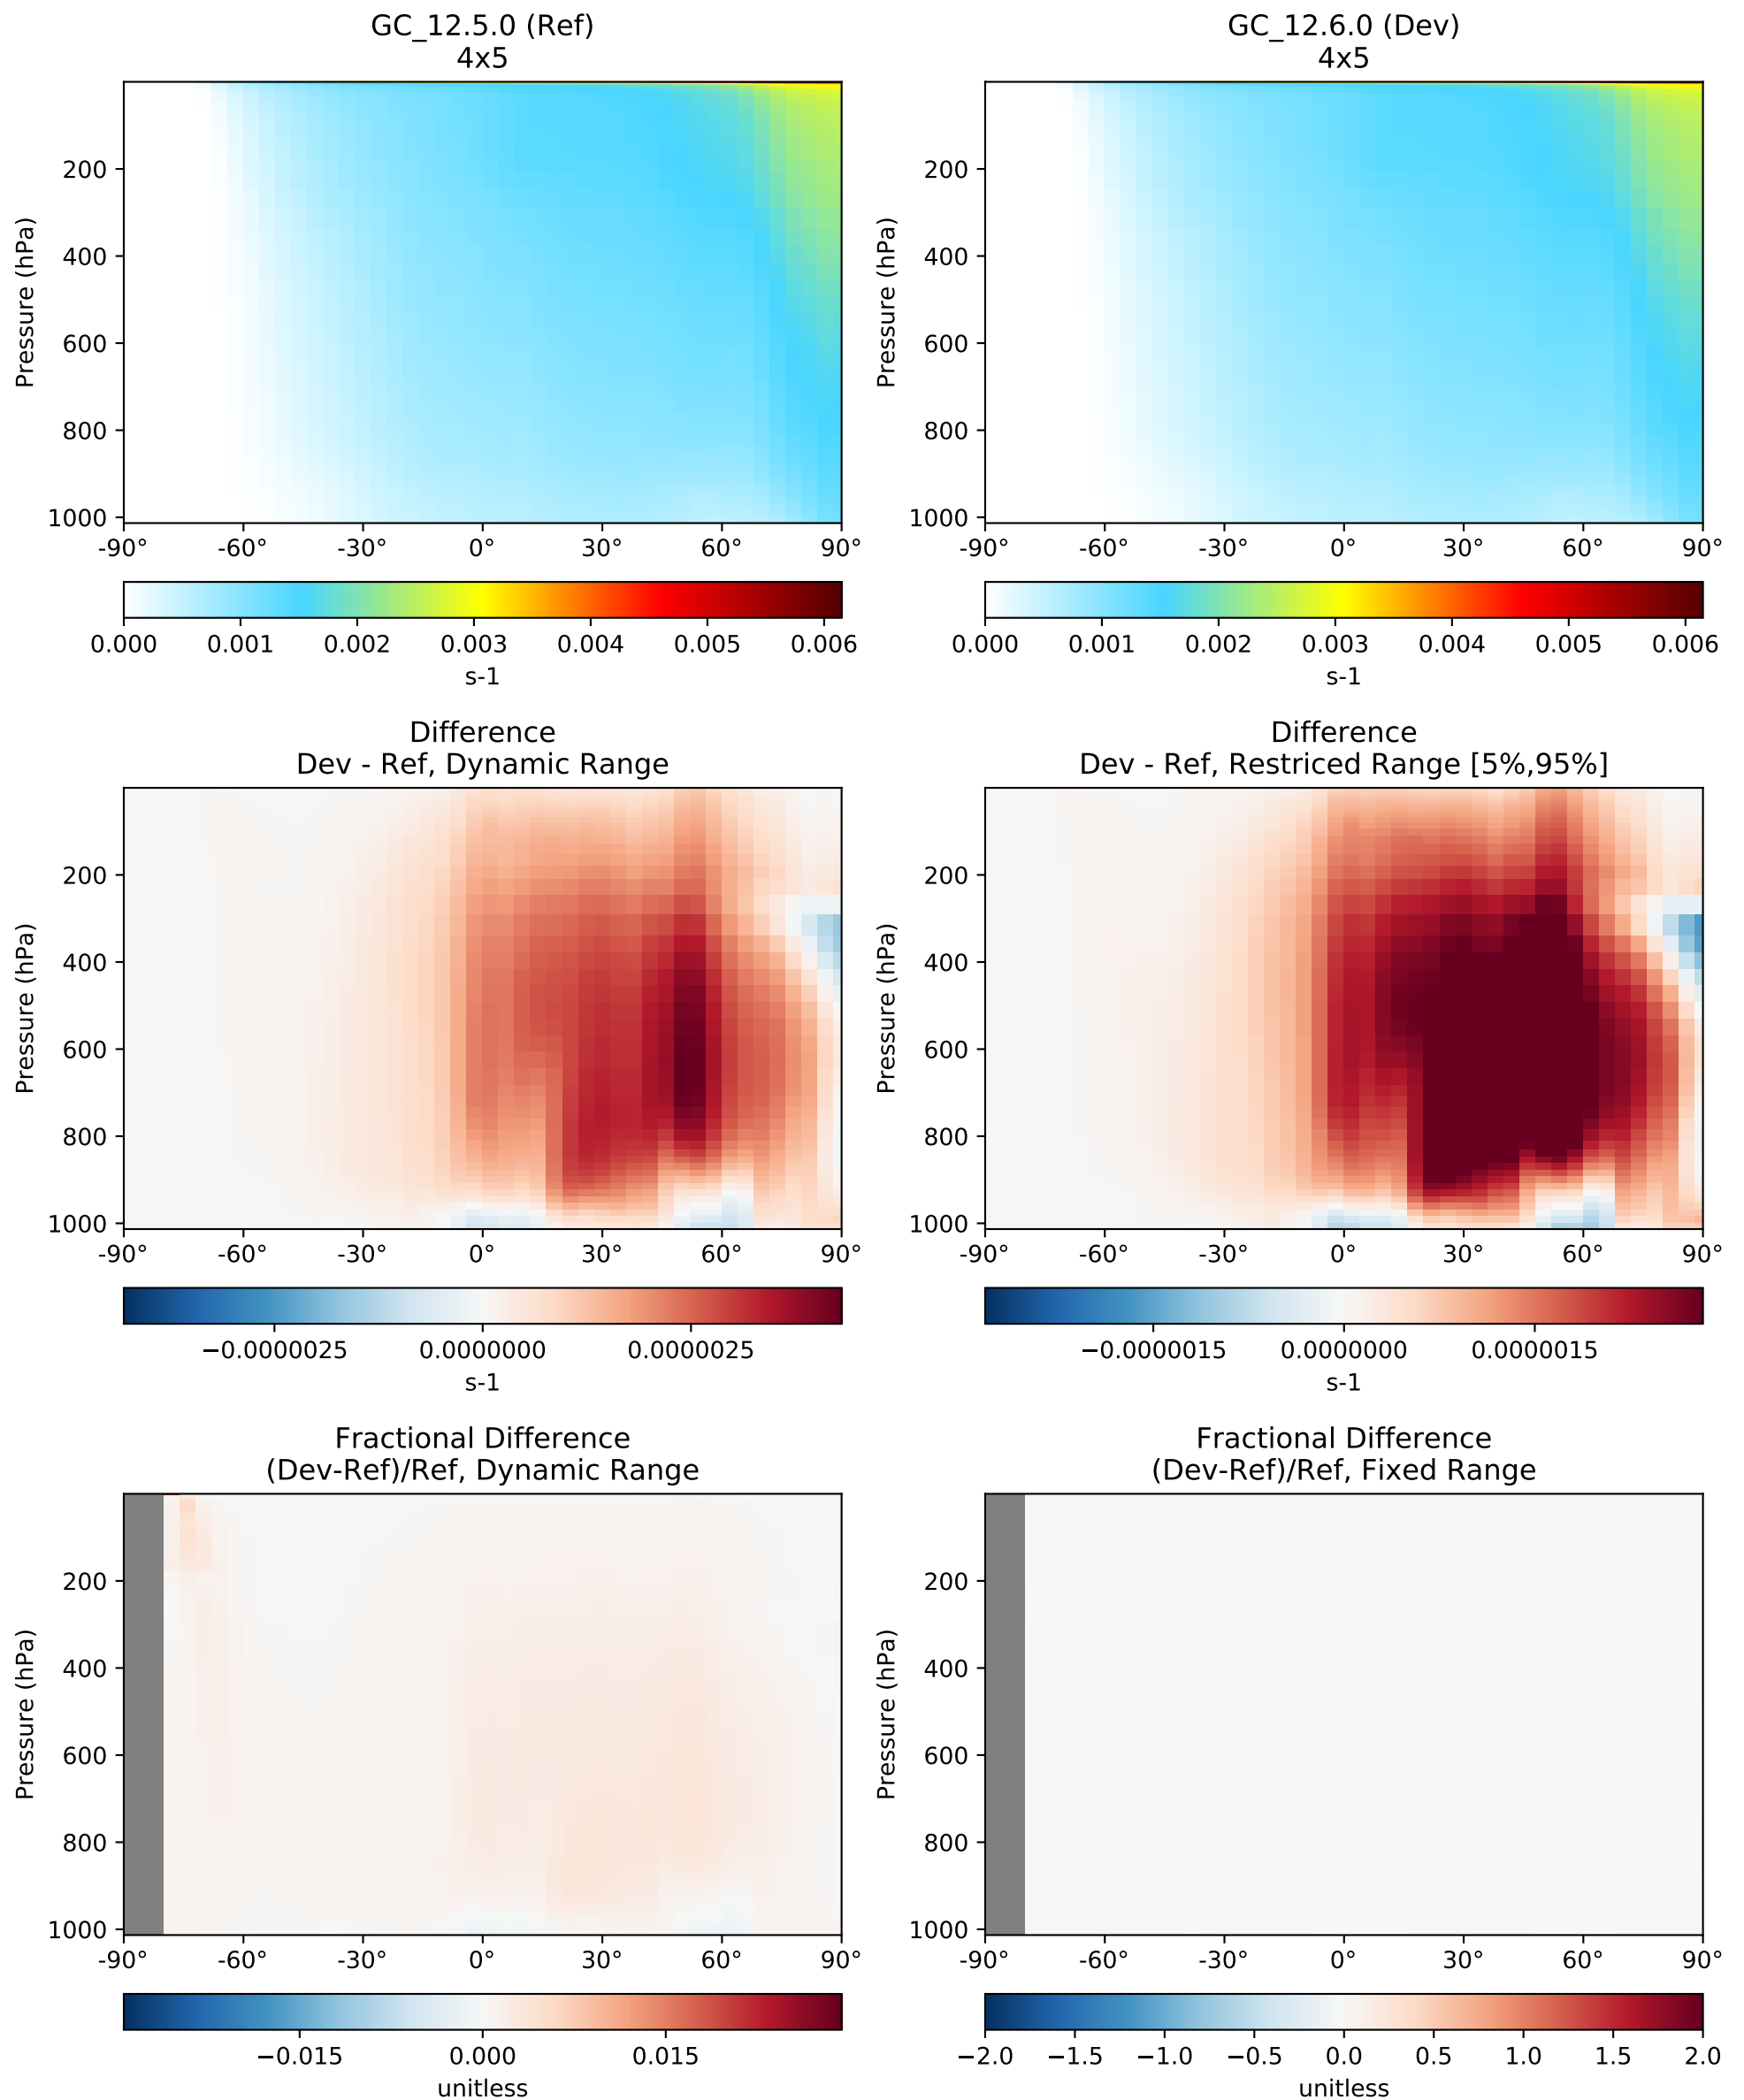 GC_12.5.0 (Ref)
4x5
Pressure (hPa)
200
400
600
800
1000
-90° -60° -30° 0° 30° 60° 90°
0.000 0.001 0.002 0.003 0.004 0.005 0.006
s-1
GC_12.6.0 (Dev)
4x5
Pressure (hPa)
200
400
600
800
1000
-90° -60° -30° 0° 30° 60° 90°
0.000 0.001 0.002 0.003 0.004 0.005 0.006
s-1
Difference
Dev - Ref, Dynamic Range
Pressure (hPa)
200
400
600
800
1000
-90° -60° -30° 0° 30° 60° 90°
−0.0000025 0.0000000 0.0000025
s-1
Difference
Dev - Ref, Restriced Range [5%,95%]
Pressure (hPa)
200
400
600
800
1000
-90° -60° -30° 0° 30° 60° 90°
−0.0000015 0.0000000 0.0000015
s-1
Fractional Difference
(Dev-Ref)/Ref, Dynamic Range
Pressure (hPa)
200
400
600
800
1000
-90° -60° -30° 0° 30° 60° 90°
−0.015 0.000 0.015
unitless
Fractional Difference
(Dev-Ref)/Ref, Fixed Range
Pressure (hPa)
200
400
600
800
1000
-90° -60° -30° 0° 30° 60° 90°
−2.0 −1.5 −1.0 −0.5 0.0 0.5 1.0 1.5 2.0
unitless